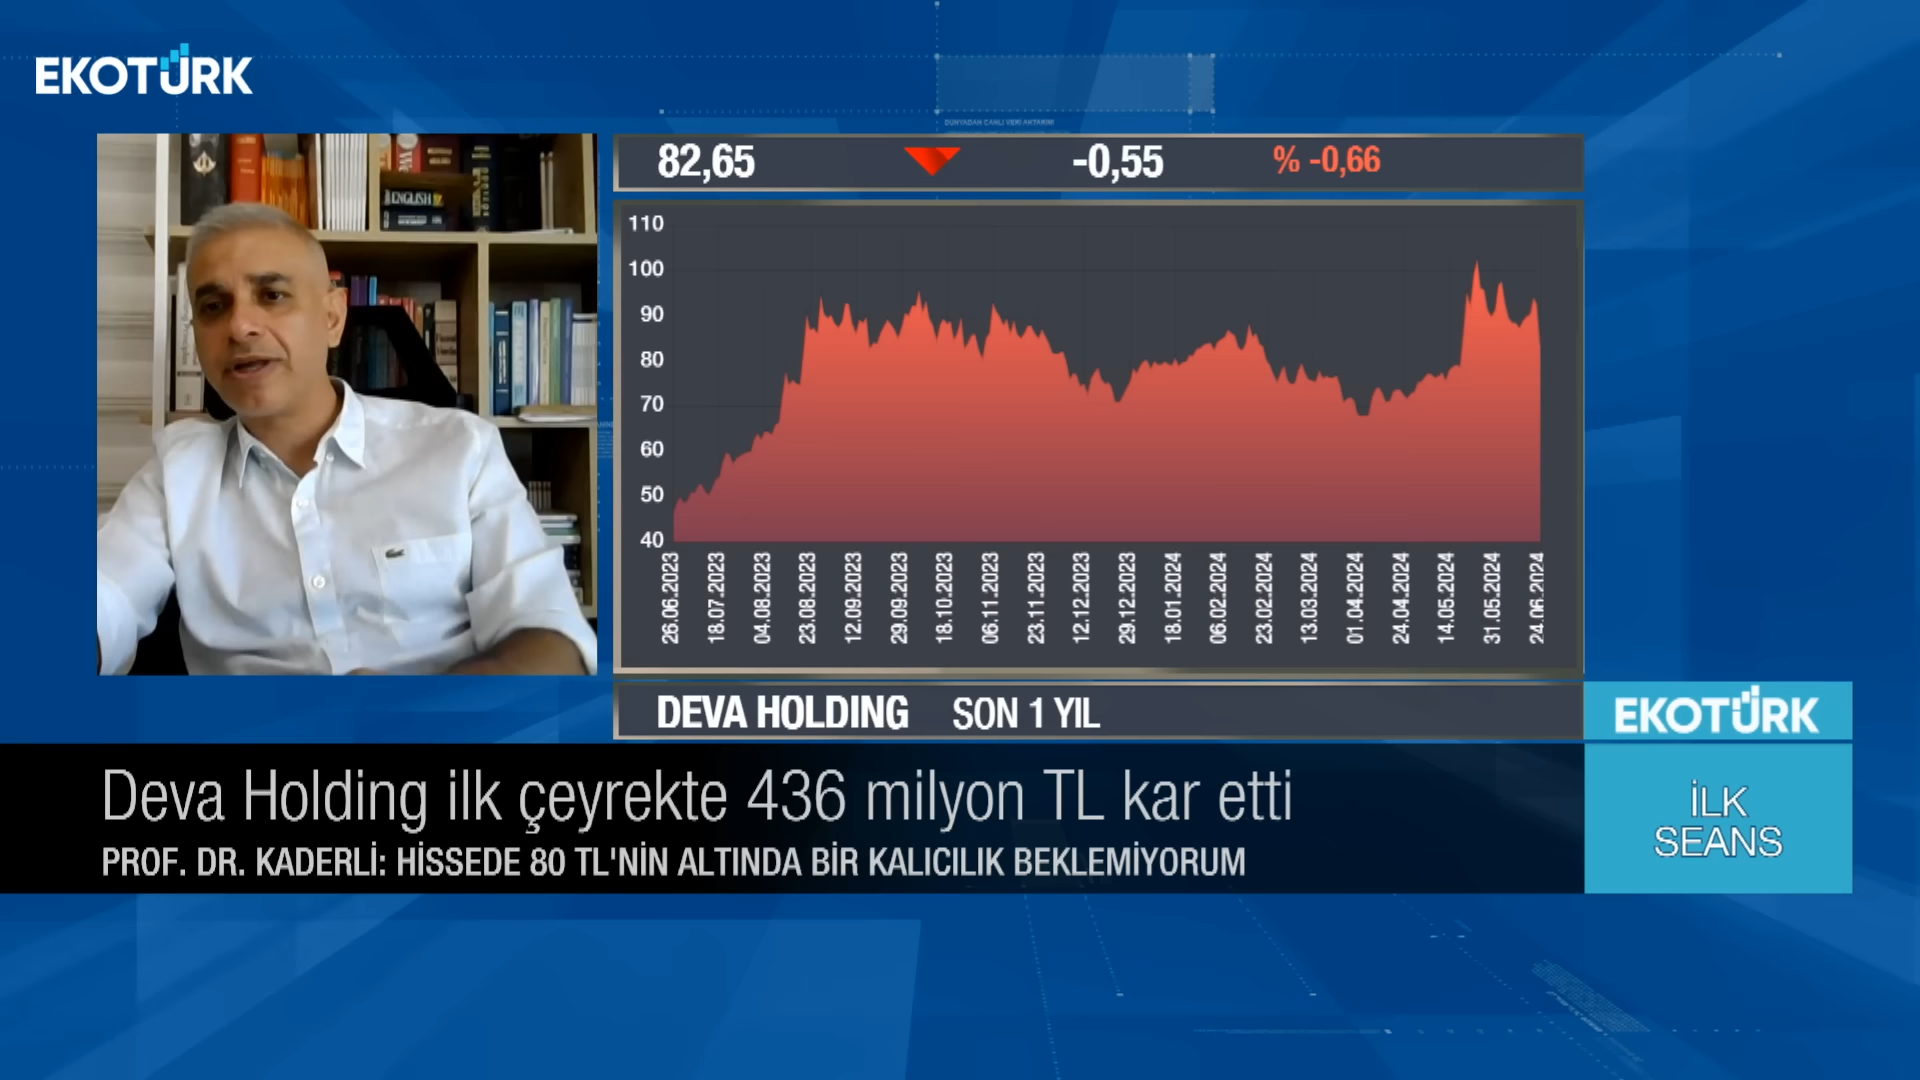 EKOTÜRK
DÜNYADAN CANLI VERİ AKTARIMI
ENGLISH
82,65 -0,55 % -0,66
110
100
90
80
70
60
50
40
26.06.2023 18.07.2023 04.08.2023 23.08.2023 12.09.2023 29.09.2023 18.10.2023 06.11.2023 23.11.2023 12.12.2023 29.12.2023 18.01.2024 06.02.2024 23.02.2024 13.03.2024 01.04.2024 24.04.2024 14.05.2024 31.05.2024 24.06.2024
DEVA HOLDING SON 1 YIL
EKOTÜRK
Deva Holding ilk çeyrekte 436 milyon TL kar etti
PROF. DR. KADERLİ: HİSSEDE 80 TL'NİN ALTINDA BİR KALICILIK BEKLEMİYORUM
İLK
SEANS